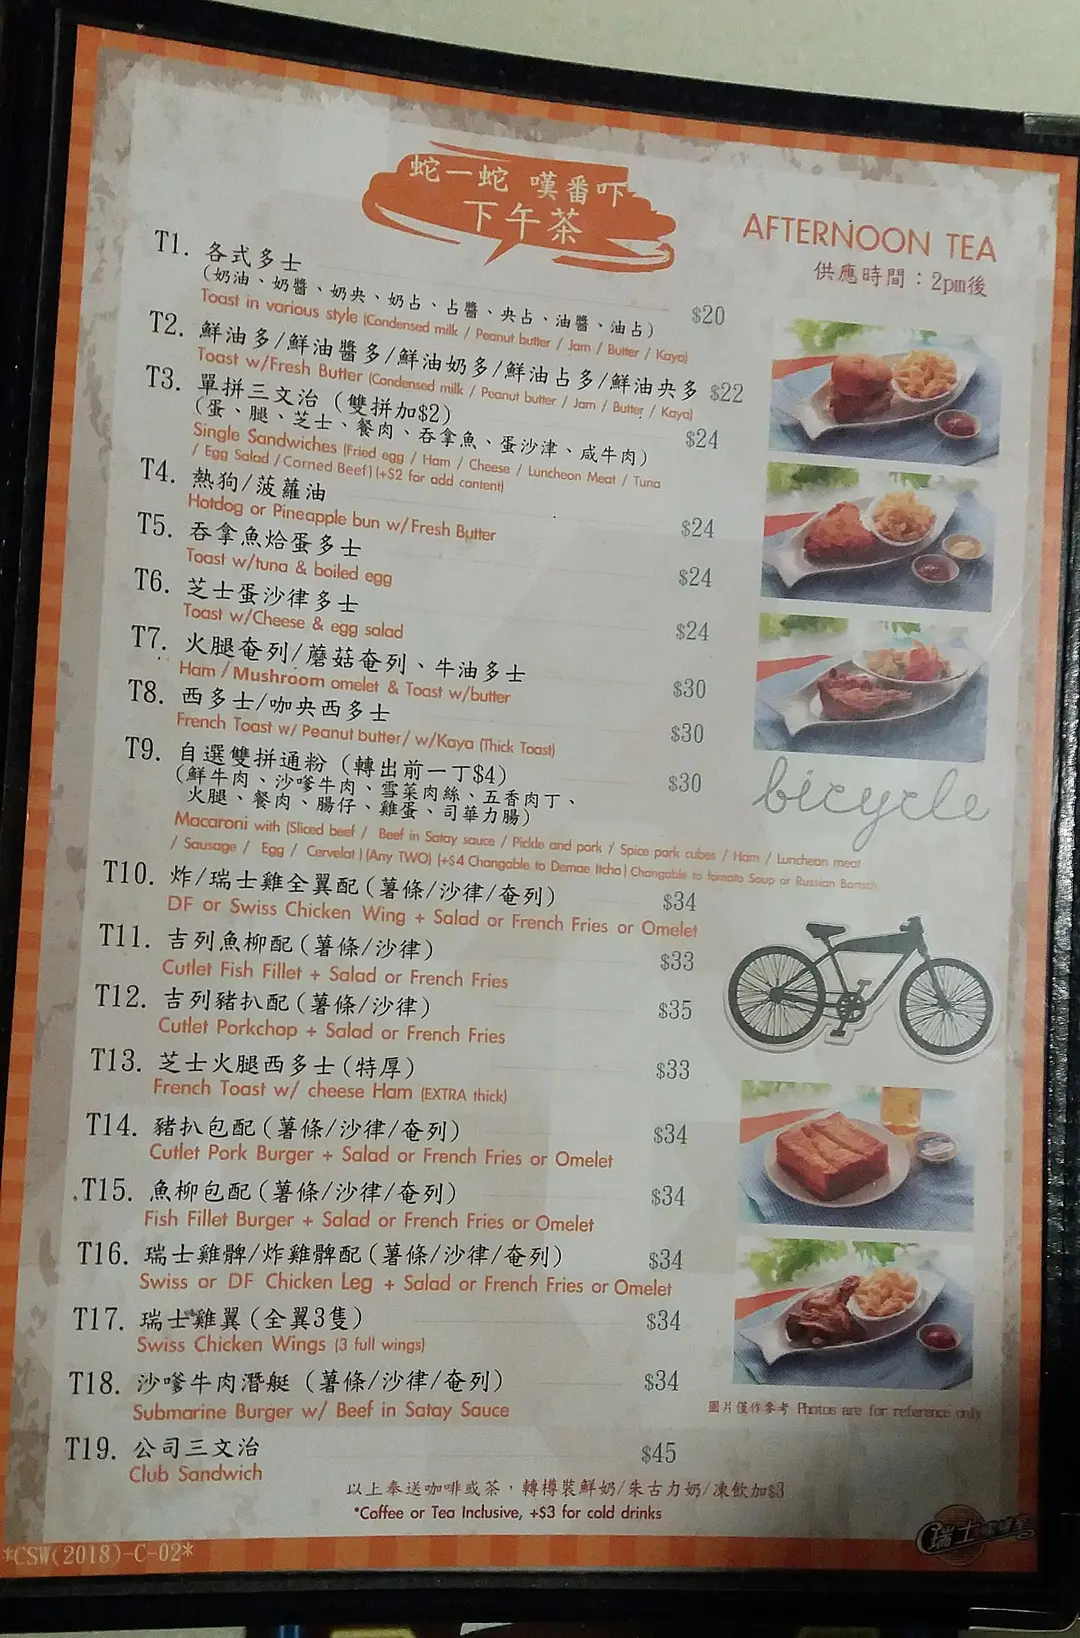 蛇一蛇 嘆番吓
下午茶
AFTERNOON TEA
供應時間：2pm後
T1. 各式多士
(奶油、奶醬、奶央、奶占、占醬、央占、油醬、油占) $20
Toast in various style (Condensed milk / Peanut butter / Jam / Butter / Kaya)
T2. 鮮油多/鮮油醬多/鮮油奶多/鮮油占多/鮮油央多 $22
Toast w/Fresh Butter (Condensed milk / Peanut butter / Jam / Butter / Kaya)
T3. 單拼三文治 (雙拼加$2) $24
(蛋、腿、芝士、餐肉、吞拿魚、蛋沙津、咸牛肉)
Single Sandwiches (Fried egg / Ham / Cheese / Luncheon Meat / Tuna
/ Egg Salad / Corned Beef) (+$2 for add content)
T4. 熱狗/菠蘿油 $24
Hotdog or Pineapple bun w/Fresh Butter
T5. 吞拿魚烚蛋多士 $24
Toast w/tuna & boiled egg
T6. 芝士蛋沙律多士 $24
Toast w/Cheese & egg salad
T7. 火腿奄列/蘑菇奄列、牛油多士 $30
Ham / Mushroom omelet & Toast w/butter
T8. 西多士/咖央西多士 $30
French Toast w/ Peanut butter/ w/Kaya (Thick Toast)
T9. 自選雙拼通粉 (轉出前一丁$4) $30
(鮮牛肉、沙嗲牛肉、雪菜肉絲、五香肉丁、
火腿、餐肉、腸仔、雞蛋、司華力腸)
Macaroni with (Sliced beef / Beef in Satay sauce / Pickle and pork / Spice pork cubes / Ham / Luncheon meat
/ Sausage / Egg / Cervelat ) (Any TWO) (+$4 Changable to Demae Itcho) Changable to tomato Soup or Russian Bortsch
T10. 炸/瑞士雞全翼配(薯條/沙律/奄列) $34
DF or Swiss Chicken Wing + Salad or French Fries or Omelet
T11. 吉列魚柳配(薯條/沙律) $33
Cutlet Fish Fillet + Salad or French Fries
T12. 吉列豬扒配(薯條/沙律) $35
Cutlet Porkchop + Salad or French Fries
T13. 芝士火腿西多士(特厚) $33
French Toast w/ cheese Ham (EXTRA thick)
T14. 豬扒包配(薯條/沙律/奄列) $34
Cutlet Pork Burger + Salad or French Fries or Omelet
T15. 魚柳包配(薯條/沙律/奄列) $34
Fish Fillet Burger + Salad or French Fries or Omelet
T16. 瑞士雞髀/炸雞髀配(薯條/沙律/奄列) $34
Swiss or DF Chicken Leg + Salad or French Fries or Omelet
T17. 瑞士雞翼(全翼3隻) $34
Swiss Chicken Wings (3 full wings)
T18. 沙嗲牛肉潛艇 (薯條/沙律/奄列) $34
Submarine Burger w/ Beef in Satay Sauce
T19. 公司三文治 $45
Club Sandwich
bicycle
圖片僅作參考 Photos are for reference only
以上奉送咖啡或茶，轉樽裝鮮奶/朱古力奶/凍飲加$3
*Coffee or Tea Inclusive, +$3 for cold drinks
*CSW(2018)-C-02*
瑞士